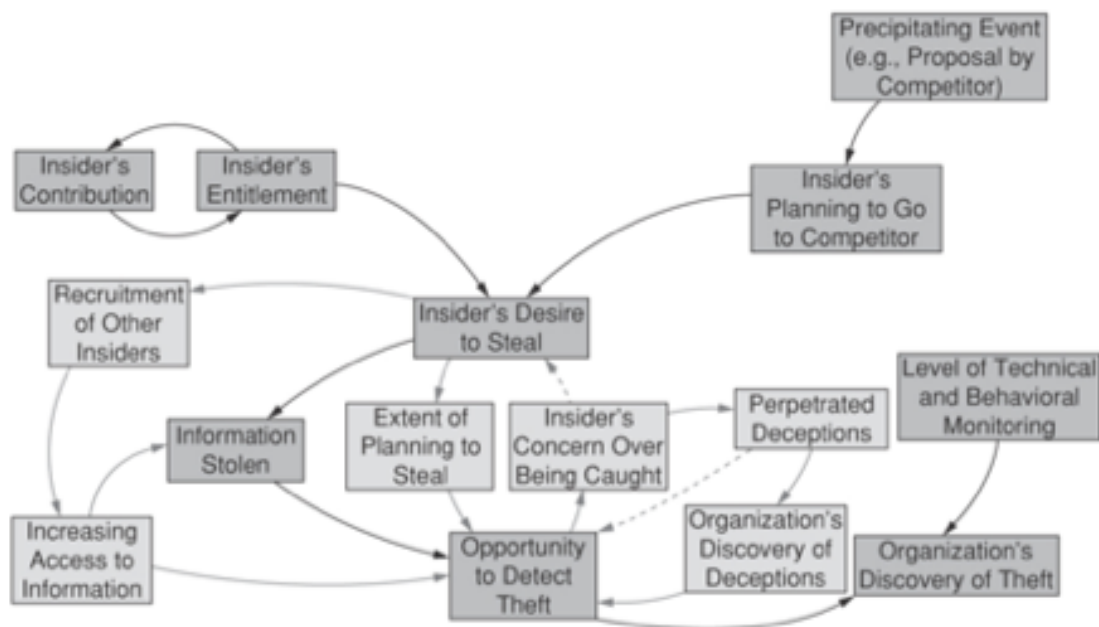 Precipitating Event
(e.g., Proposal by
Competitor)
Insider's
Contribution
Insider's
Entitlement
Insider's
Planning to Go
to Competitor
Recruitment
of Other
Insiders
Insider's Desire
to Steal
Level of Technical
and Behavioral
Monitoring
Information
Stolen
Extent of
Planning to
Steal
Insider's
Concern Over
Being Caught
Perpetrated
Deceptions
Increasing
Access to
Information
Opportunity
to Detect
Theft
Organization's
Discovery of
Deceptions
Organization's
Discovery of Theft